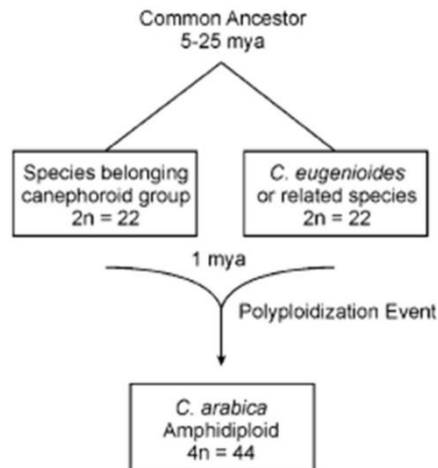 Common Ancestor
5-25 mya
Species belonging
canephoroid group
2n = 22
C. eugenioides
or related species
2n = 22
1 mya
Polyploidization Event
C. arabica
Amphidiploid
4n = 44